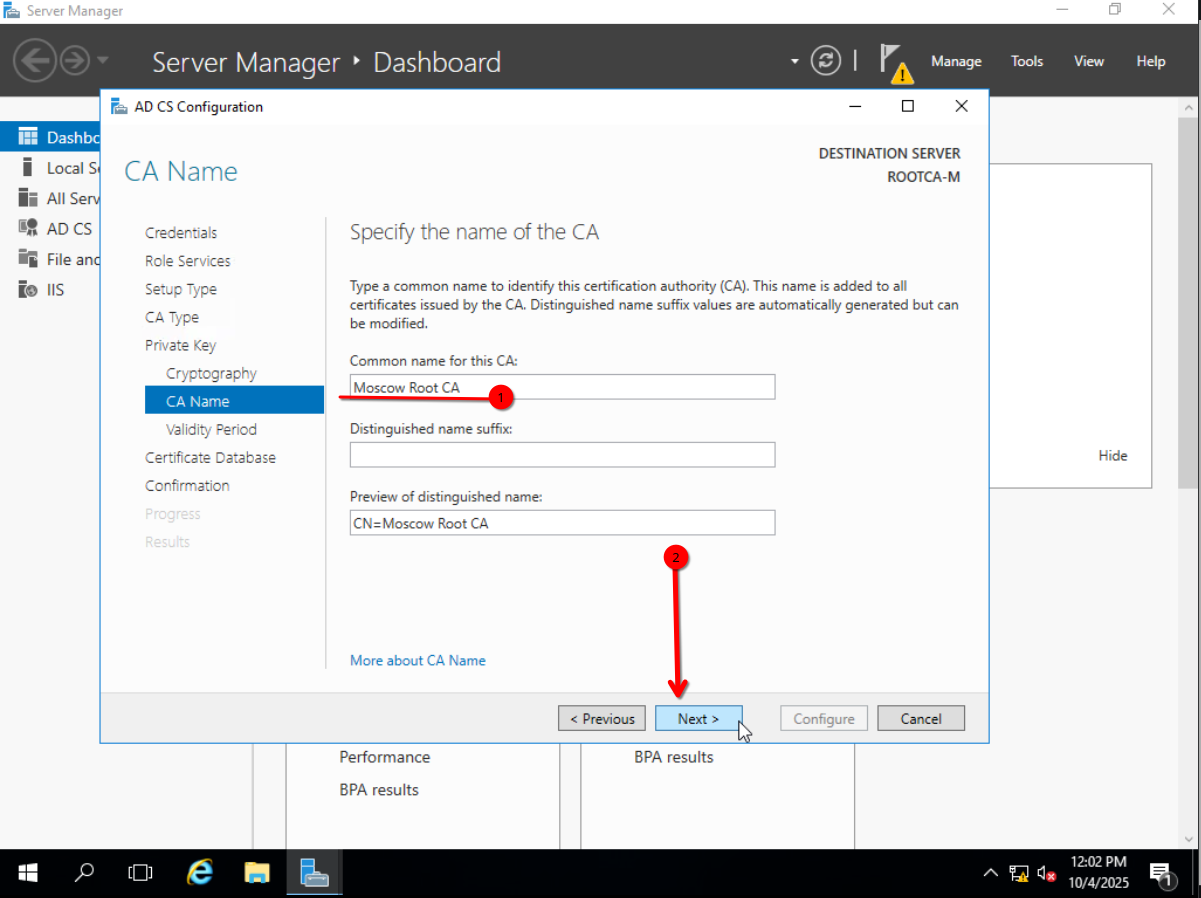 Server Manager
Server Manager ‣ Dashboard
Manage Tools View Help
AD CS Configuration
Dashbo
Local Se
All Serv
AD CS
File and
IIS
CA Name
DESTINATION SERVER
ROOTCA-M
Credentials
Role Services
Setup Type
CA Type
Private Key
Cryptography
CA Name
Validity Period
Certificate Database
Confirmation
Progress
Results
Specify the name of the CA
Type a common name to identify this certification authority (CA). This name is added to all
certificates issued by the CA. Distinguished name suffix values are automatically generated but can
be modified.
Common name for this CA:
Moscow Root CA
1
Distinguished name suffix:
Preview of distinguished name:
CN=Moscow Root CA
2
More about CA Name
< Previous Next > Configure Cancel
Hide
Performance
BPA results
BPA results
12:02 PM
10/4/2025
1